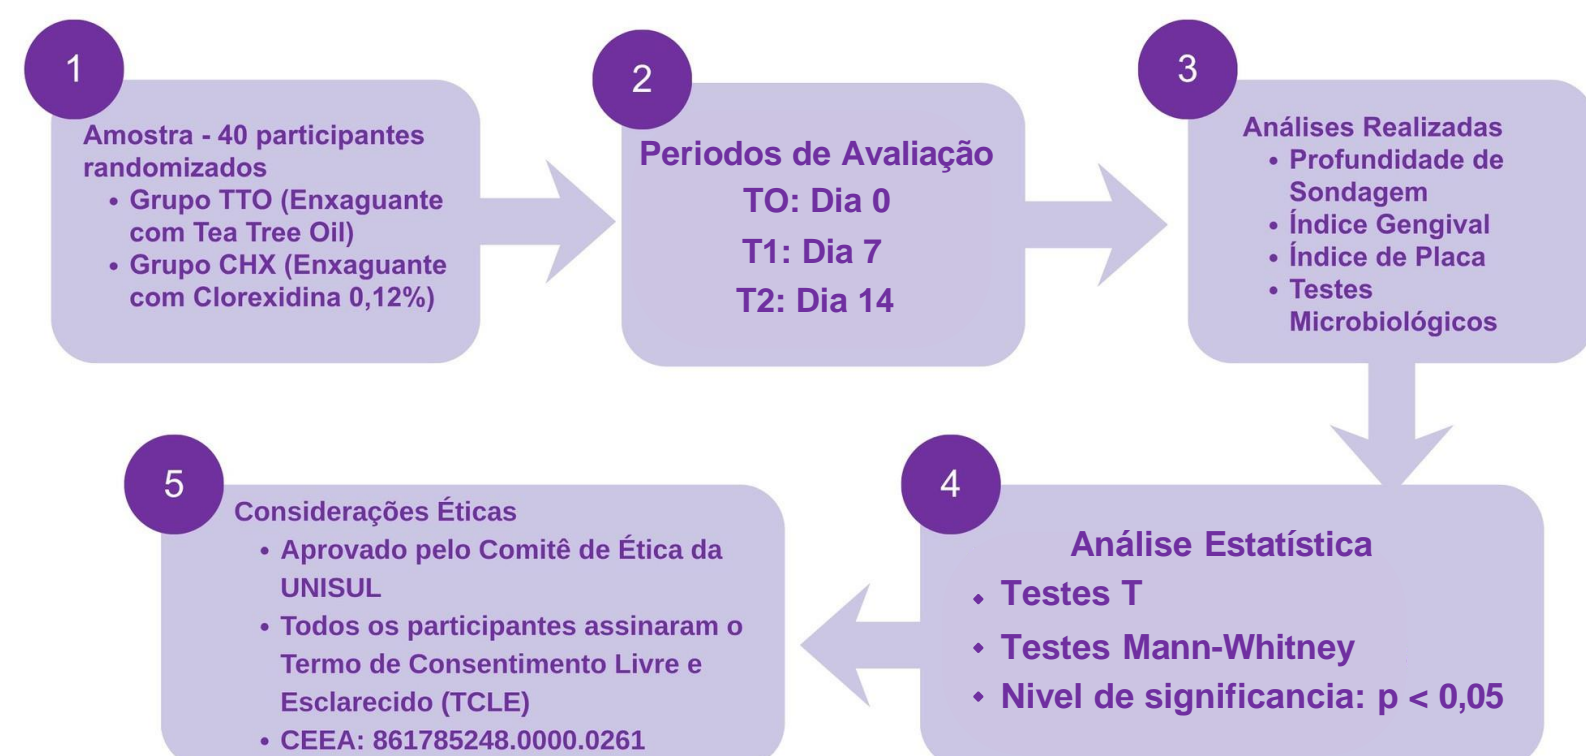 1
Amostra - 40 participantes
randomizados
• Grupo TTO (Enxaguante
com Tea Tree Oil)
• Grupo CHX (Enxaguante
com Clorexidina 0,12%)
2
Periodos de Avaliação
TO: Dia 0
T1: Dia 7
T2: Dia 14
3
Análises Realizadas
• Profundidade de
Sondagem
• Índice Gengival
• Índice de Placa
• Testes
Microbiológicos
4
Análise Estatística
• Testes T
• Testes Mann-Whitney
• Nivel de significancia: p < 0,05
5
Considerações Éticas
• Aprovado pelo Comitê de Ética da
UNISUL
• Todos os participantes assinaram o
Termo de Consentimento Livre e
Esclarecido (TCLE)
• CEEA: 861785248.0000.0261